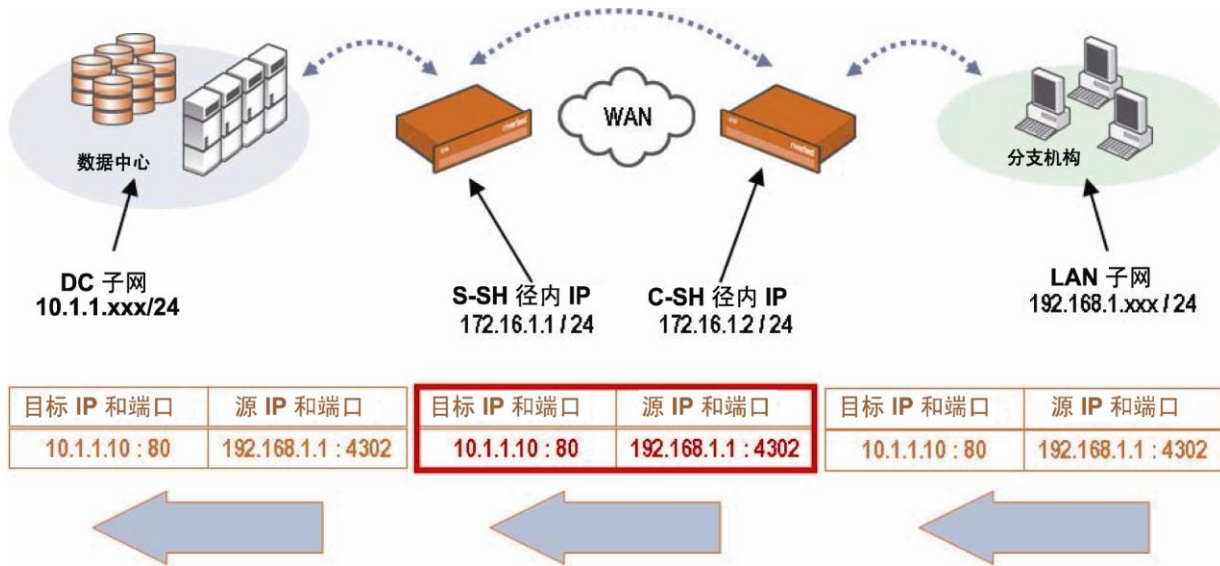 WAN
数据中心
分支机构
riverbed
riverbed
DC 子网
10.1.1.xxx/24
S-SH 径内 IP
172.16.1.1 / 24
C-SH 径内 IP
172.16.1.2 / 24
LAN 子网
192.168.1.xxx / 24
目标 IP 和端口 源 IP 和端口
10.1.1.10 : 80 192.168.1.1 : 4302
目标 IP 和端口 源 IP 和端口
10.1.1.10 : 80 192.168.1.1 : 4302
目标 IP 和端口 源 IP 和端口
10.1.1.10 : 80 192.168.1.1 : 4302